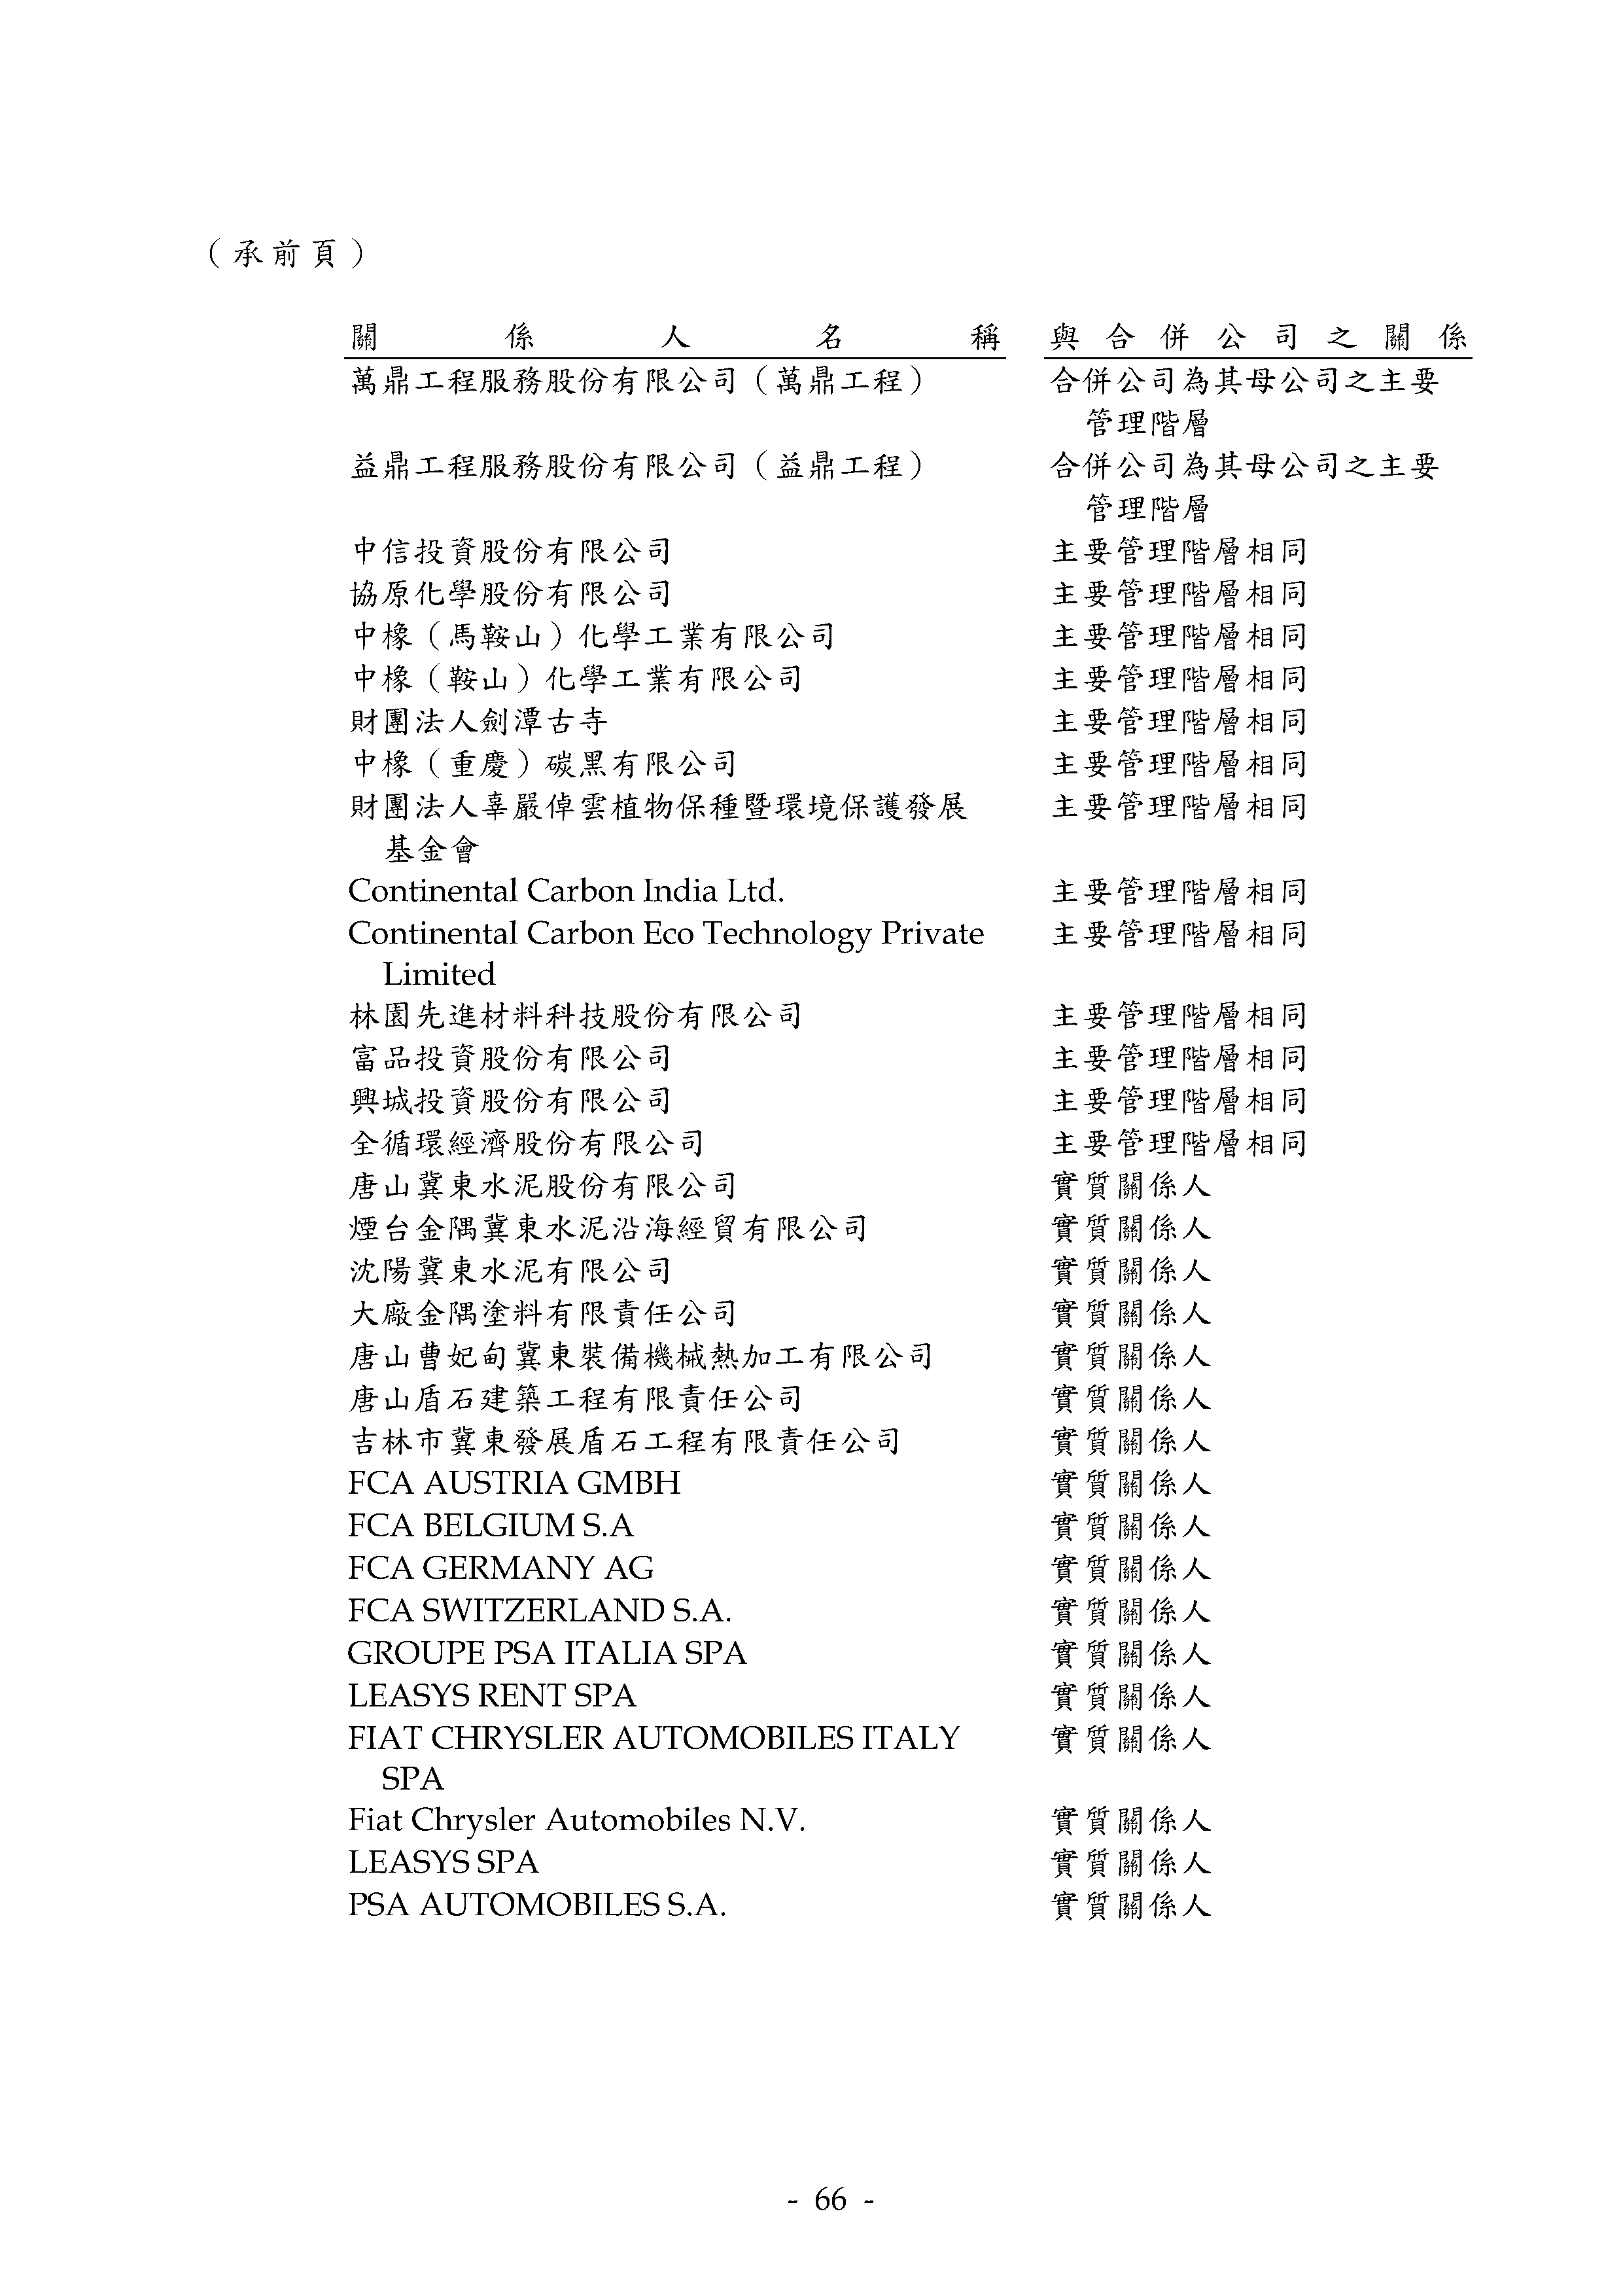 （承前頁）
關係人名稱 與合併公司之關係
萬鼎工程服務股份有限公司（萬鼎工程） 合併公司為其母公司之主要
管理階層
益鼎工程服務股份有限公司（益鼎工程） 合併公司為其母公司之主要
管理階層
中信投資股份有限公司 主要管理階層相同
協原化學股份有限公司 主要管理階層相同
中橡（馬鞍山）化學工業有限公司 主要管理階層相同
中橡（鞍山）化學工業有限公司 主要管理階層相同
財團法人劍潭古寺 主要管理階層相同
中橡（重慶）碳黑有限公司 主要管理階層相同
財團法人辜嚴倬雲植物保種暨環境保護發展 主要管理階層相同
基金會
Continental Carbon India Ltd. 主要管理階層相同
Continental Carbon Eco Technology Private 主要管理階層相同
Limited
林園先進材料科技股份有限公司 主要管理階層相同
富品投資股份有限公司 主要管理階層相同
興城投資股份有限公司 主要管理階層相同
全循環經濟股份有限公司 主要管理階層相同
唐山冀東水泥股份有限公司 實質關係人
煙台金隅冀東水泥沿海經貿有限公司 實質關係人
沈陽冀東水泥有限公司 實質關係人
大廠金隅塗料有限責任公司 實質關係人
唐山曹妃甸冀東裝備機械熱加工有限公司 實質關係人
唐山盾石建築工程有限責任公司 實質關係人
吉林市冀東發展盾石工程有限責任公司 實質關係人
FCA AUSTRIA GMBH 實質關係人
FCA BELGIUM S.A 實質關係人
FCA GERMANY AG 實質關係人
FCA SWITZERLAND S.A. 實質關係人
GROUPE PSA ITALIA SPA 實質關係人
LEASYS RENT SPA 實質關係人
FIAT CHRYSLER AUTOMOBILES ITALY 實質關係人
SPA
Fiat Chrysler Automobiles N.V. 實質關係人
LEASYS SPA 實質關係人
PSA AUTOMOBILES S.A. 實質關係人
- 66 -